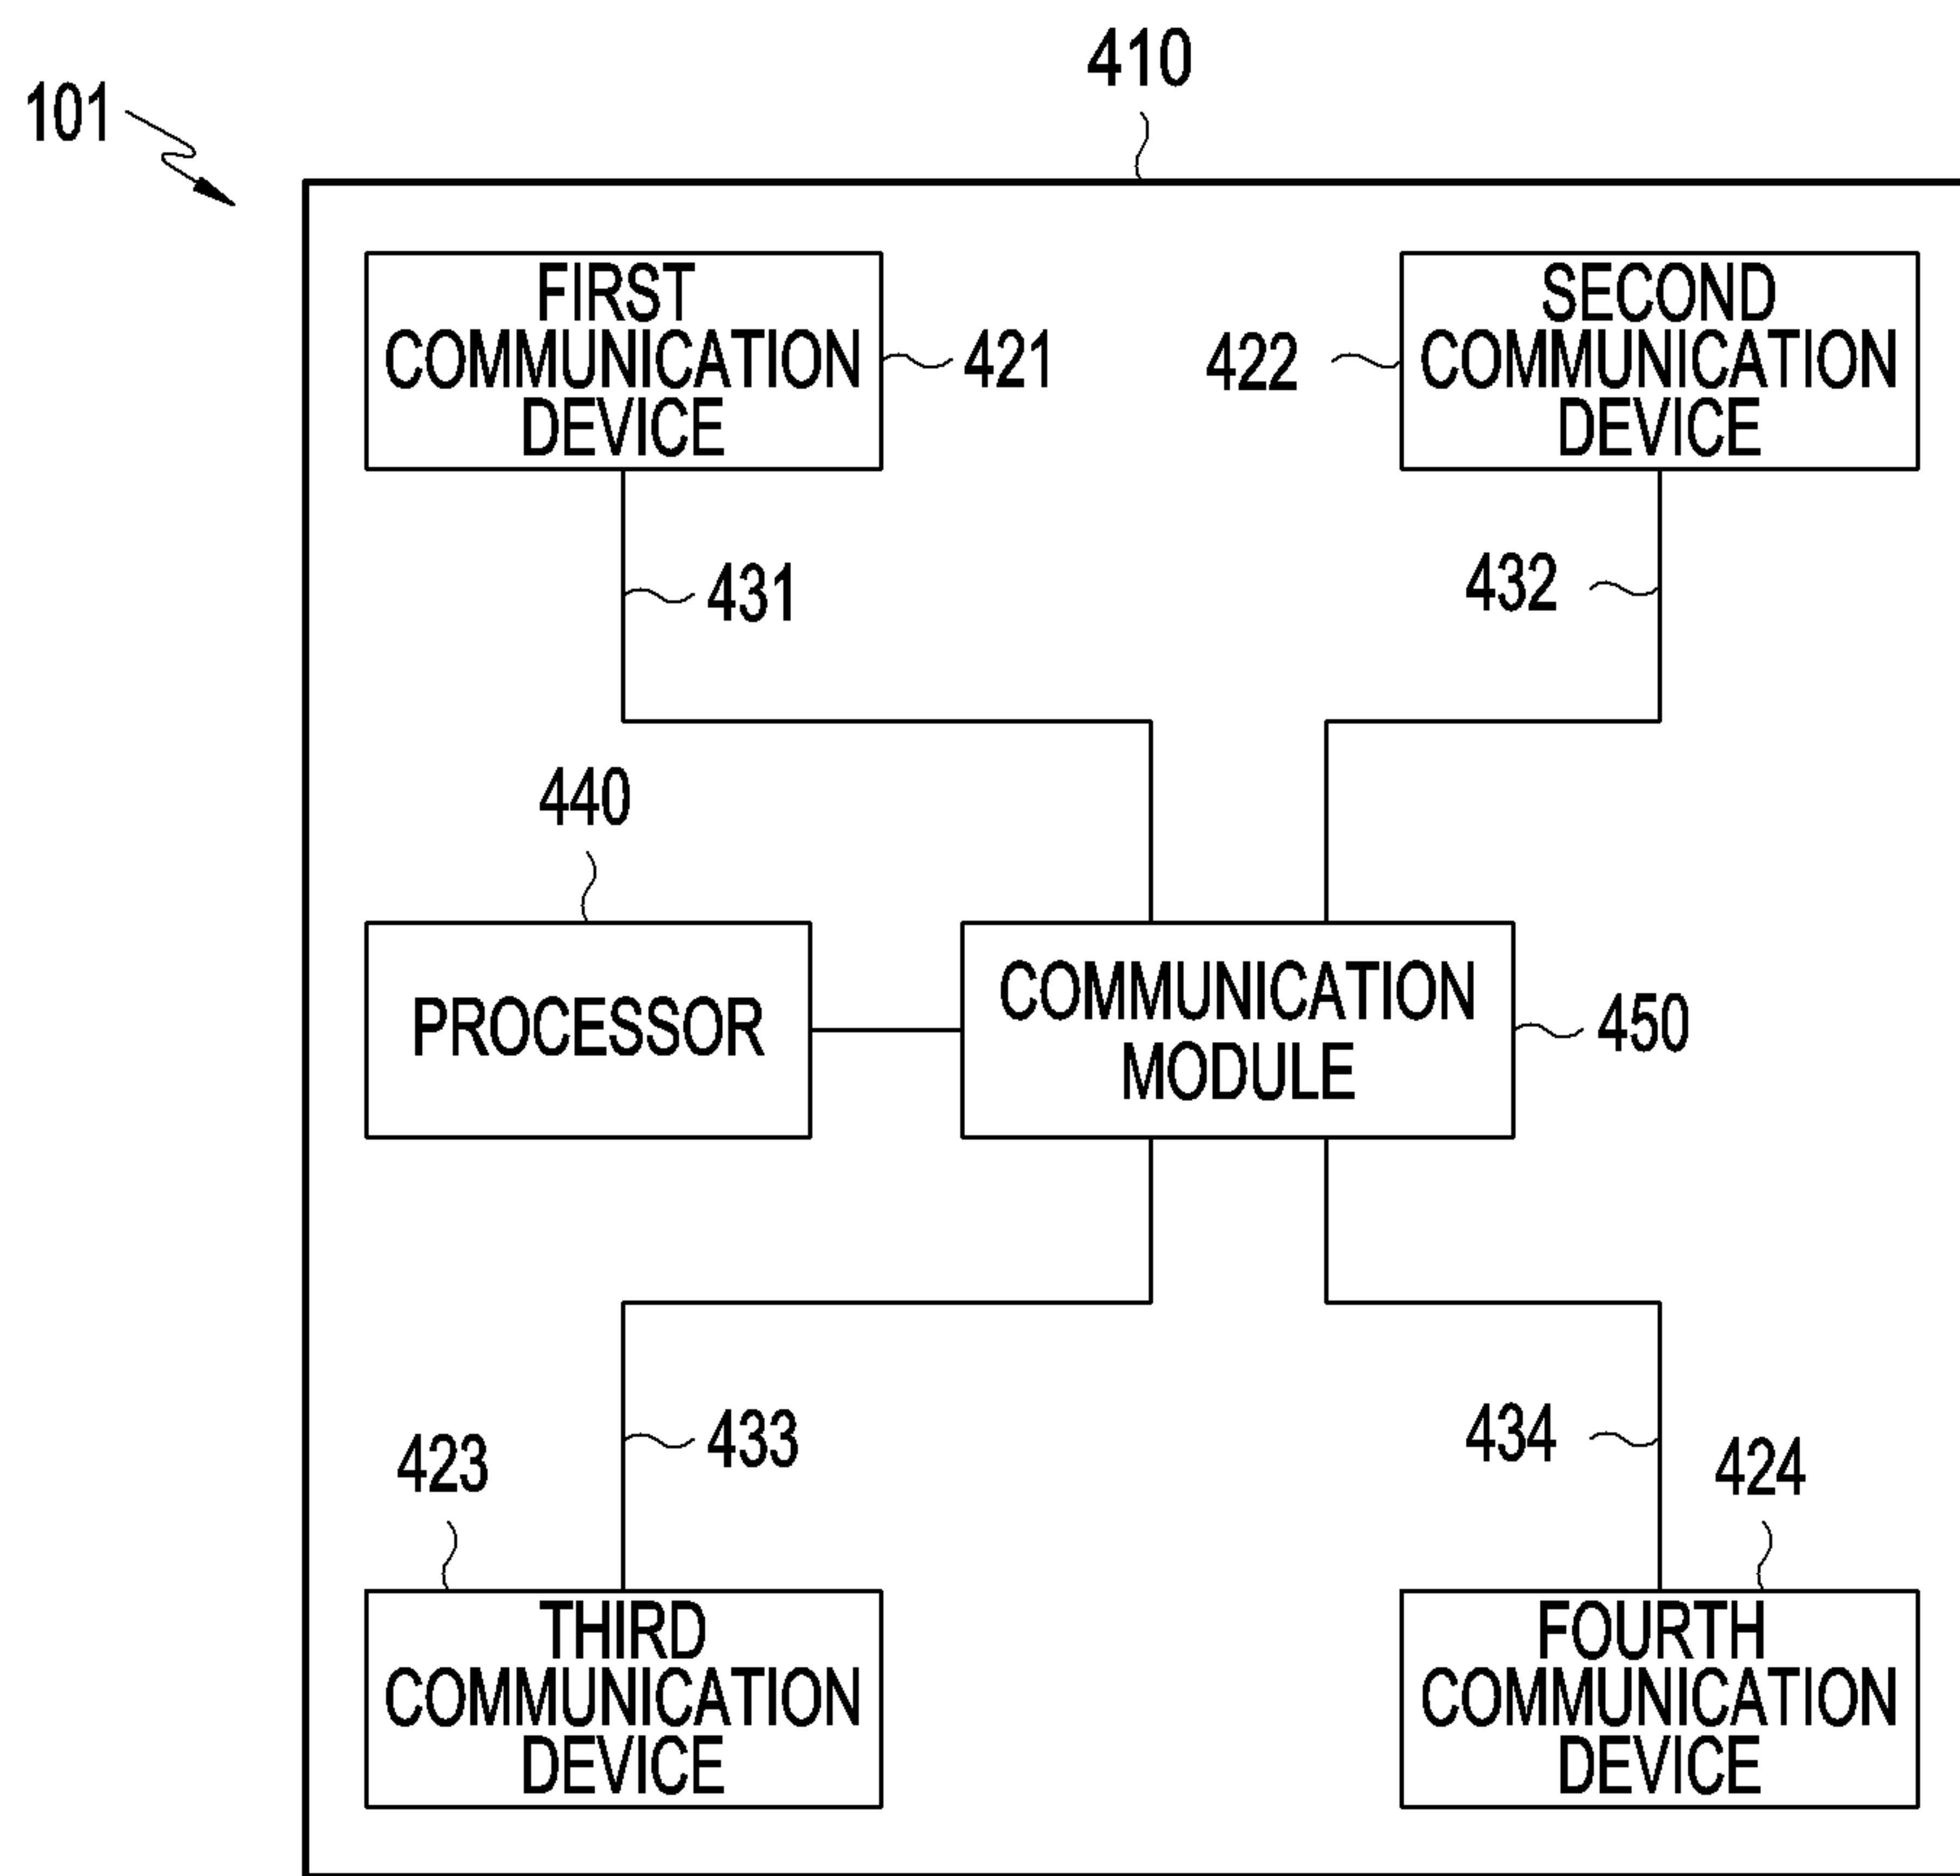 410
101
FIRST
COMMUNICATION
DEVICE
421
422
SECOND
COMMUNICATION
DEVICE
431
432
440
PROCESSOR
COMMUNICATION
MODULE
450
423
433
434
424
THIRD
COMMUNICATION
DEVICE
FOURTH
COMMUNICATION
DEVICE